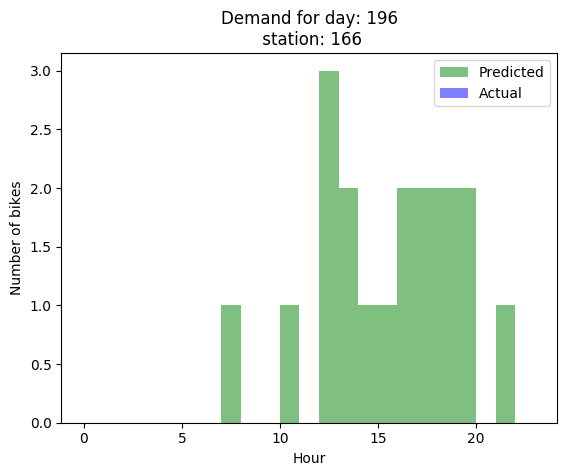 Demand for day: 196
station: 166
Predicted
Actual
Number of bikes
3.0
2.5
2.0
1.5
1.0
0.5
0.0
0
5
10
15
20
Hour